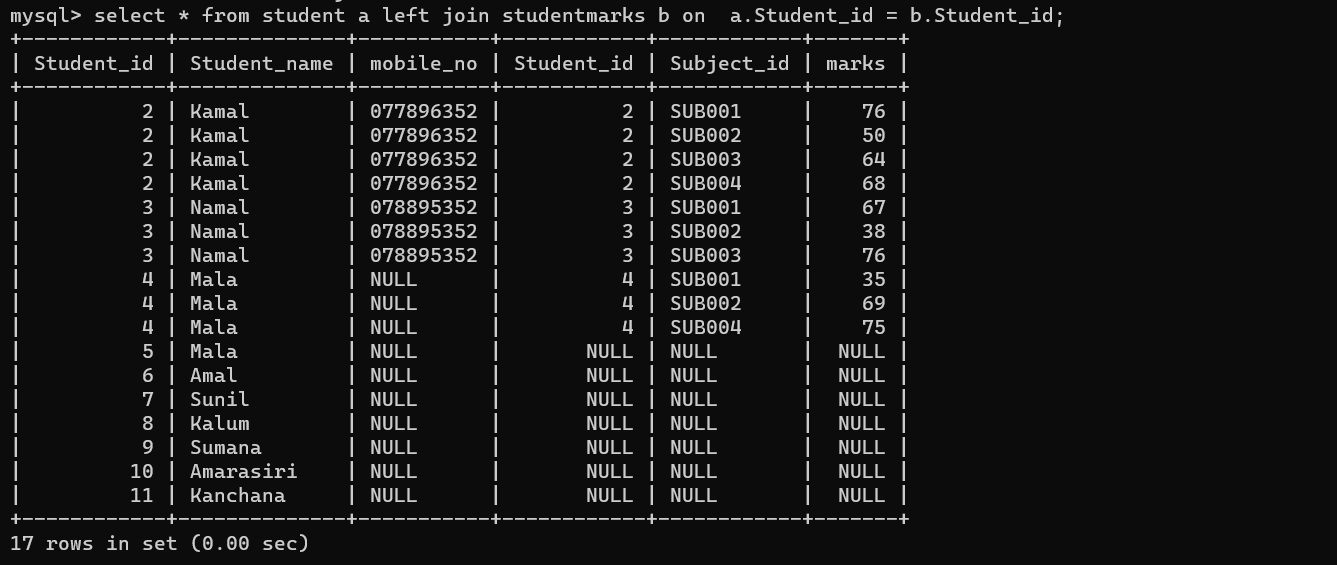 mysql> select * from student a left join studentmarks b on  a.Student_id = b.Student_id;
+------------+--------------+-----------+------------+------------+-------+
| Student_id | Student_name | mobile_no | Student_id | Subject_id | marks |
+------------+--------------+-----------+------------+------------+-------+
|          2 | Kamal        | 077896352 |          2 | SUB001     |    76 |
|          2 | Kamal        | 077896352 |          2 | SUB002     |    50 |
|          2 | Kamal        | 077896352 |          2 | SUB003     |    64 |
|          2 | Kamal        | 077896352 |          2 | SUB004     |    68 |
|          3 | Namal        | 078895352 |          3 | SUB001     |    67 |
|          3 | Namal        | 078895352 |          3 | SUB002     |    38 |
|          3 | Namal        | 078895352 |          3 | SUB003     |    76 |
|          4 | Mala         | NULL      |          4 | SUB001     |    35 |
|          4 | Mala         | NULL      |          4 | SUB002     |    69 |
|          4 | Mala         | NULL      |          4 | SUB004     |    75 |
|          5 | Mala         | NULL      |       NULL | NULL       |  NULL |
|          6 | Amal         | NULL      |       NULL | NULL       |  NULL |
|          7 | Sunil        | NULL      |       NULL | NULL       |  NULL |
|          8 | Kalum        | NULL      |       NULL | NULL       |  NULL |
|          9 | Sumana       | NULL      |       NULL | NULL       |  NULL |
|         10 | Amarasiri    | NULL      |       NULL | NULL       |  NULL |
|         11 | Kanchana     | NULL      |       NULL | NULL       |  NULL |
+------------+--------------+-----------+------------+------------+-------+
17 rows in set (0.00 sec)